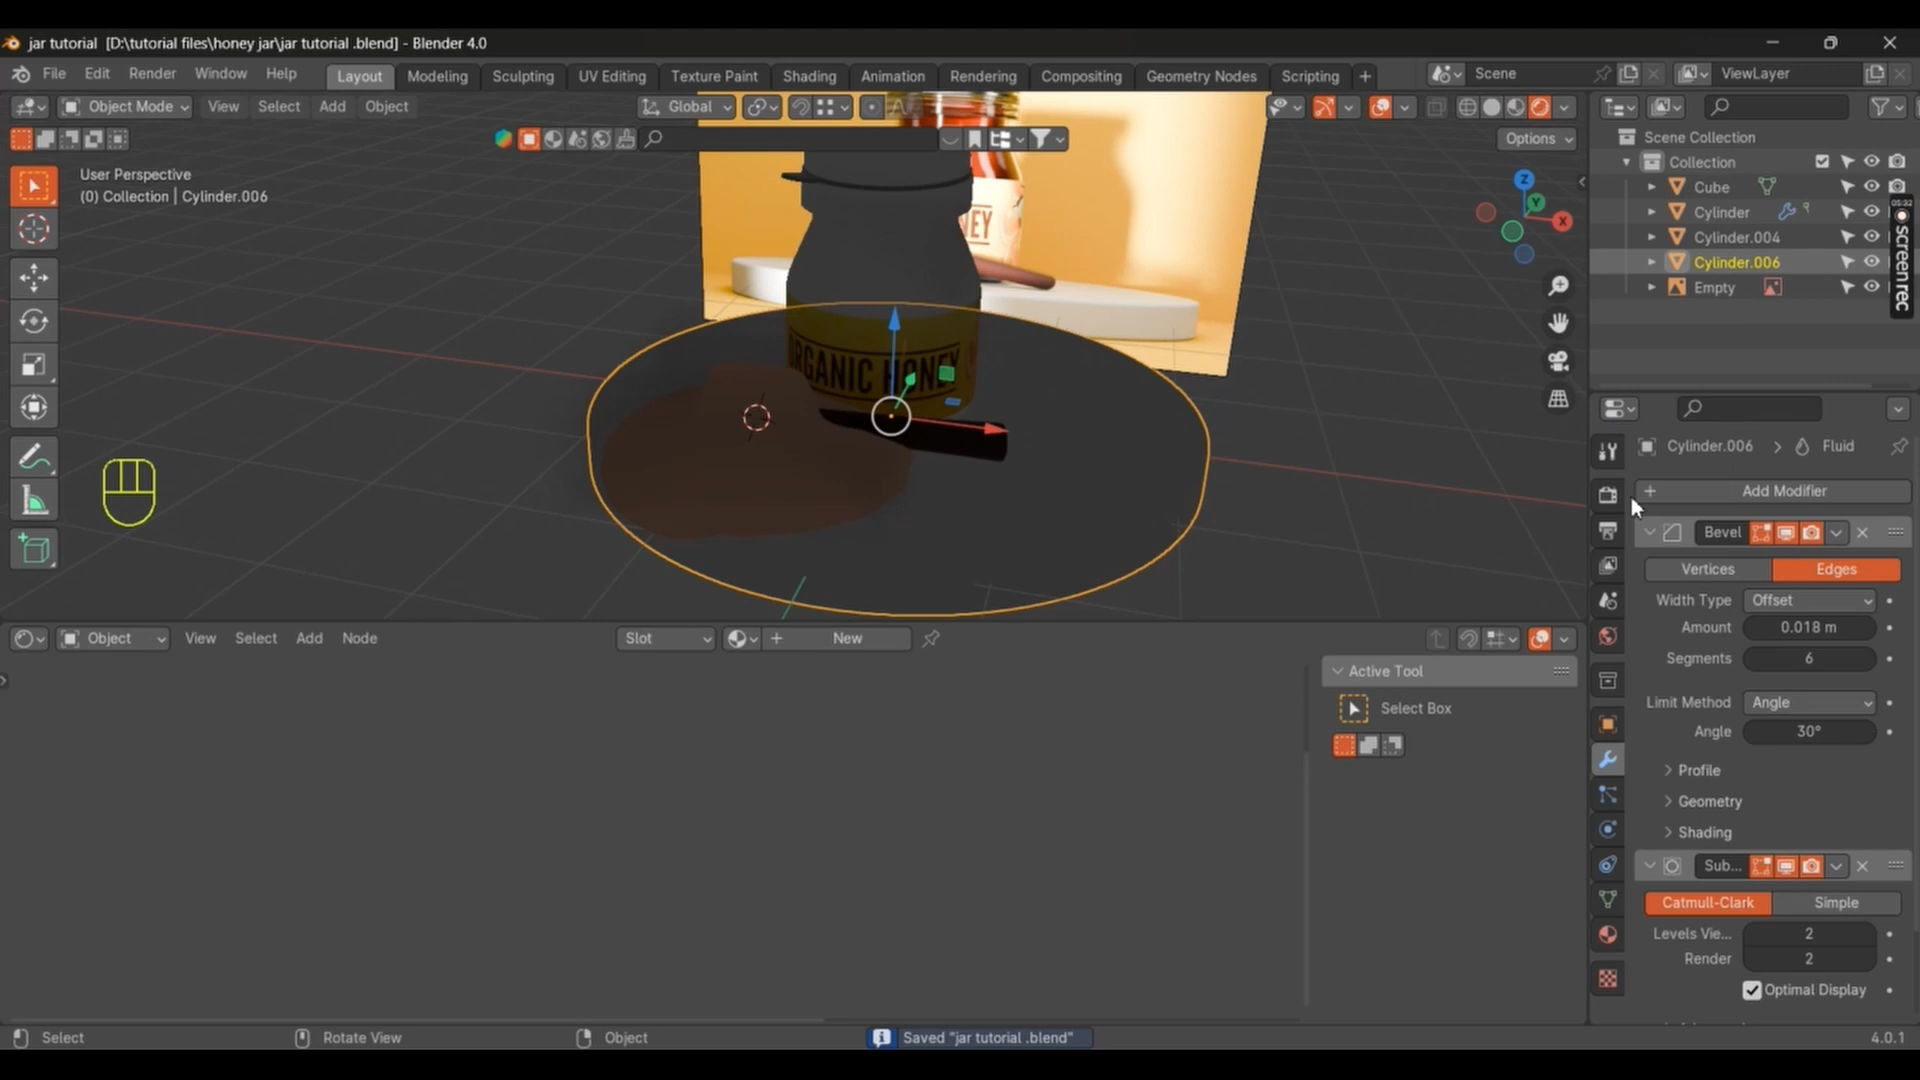 jar tutorial [D:\tutorial files\honey jar\jar tutorial .blend] - Blender 4.0
File Edit Render Window Help Layout Modeling Sculpting UV Editing Texture Paint Shading Animation Rendering Compositing Geometry Nodes Scripting + Scene ViewLayer
Object Mode View Select Add Object Global
Options
User Perspective
(0) Collection | Cylinder.006
Z
Y
X
NEY
ORGANIC HONEY
Scene Collection
Collection
Cube
Cylinder
Cylinder.004
Cylinder.006
Empty
05:32
screenrec
Cylinder.006 > Fluid
+ Add Modifier
Bevel
Vertices Edges
Width Type Offset
Amount 0.018 m
Segments 6
Limit Method Angle
Angle 30°
> Profile
> Geometry
> Shading
Sub...
Catmull-Clark Simple
Levels Vie... 2
Render 2
Optimal Display
Object View Select Add Node Slot + New
Active Tool
Select Box
Select Rotate View Object Saved "jar tutorial .blend" 4.0.1